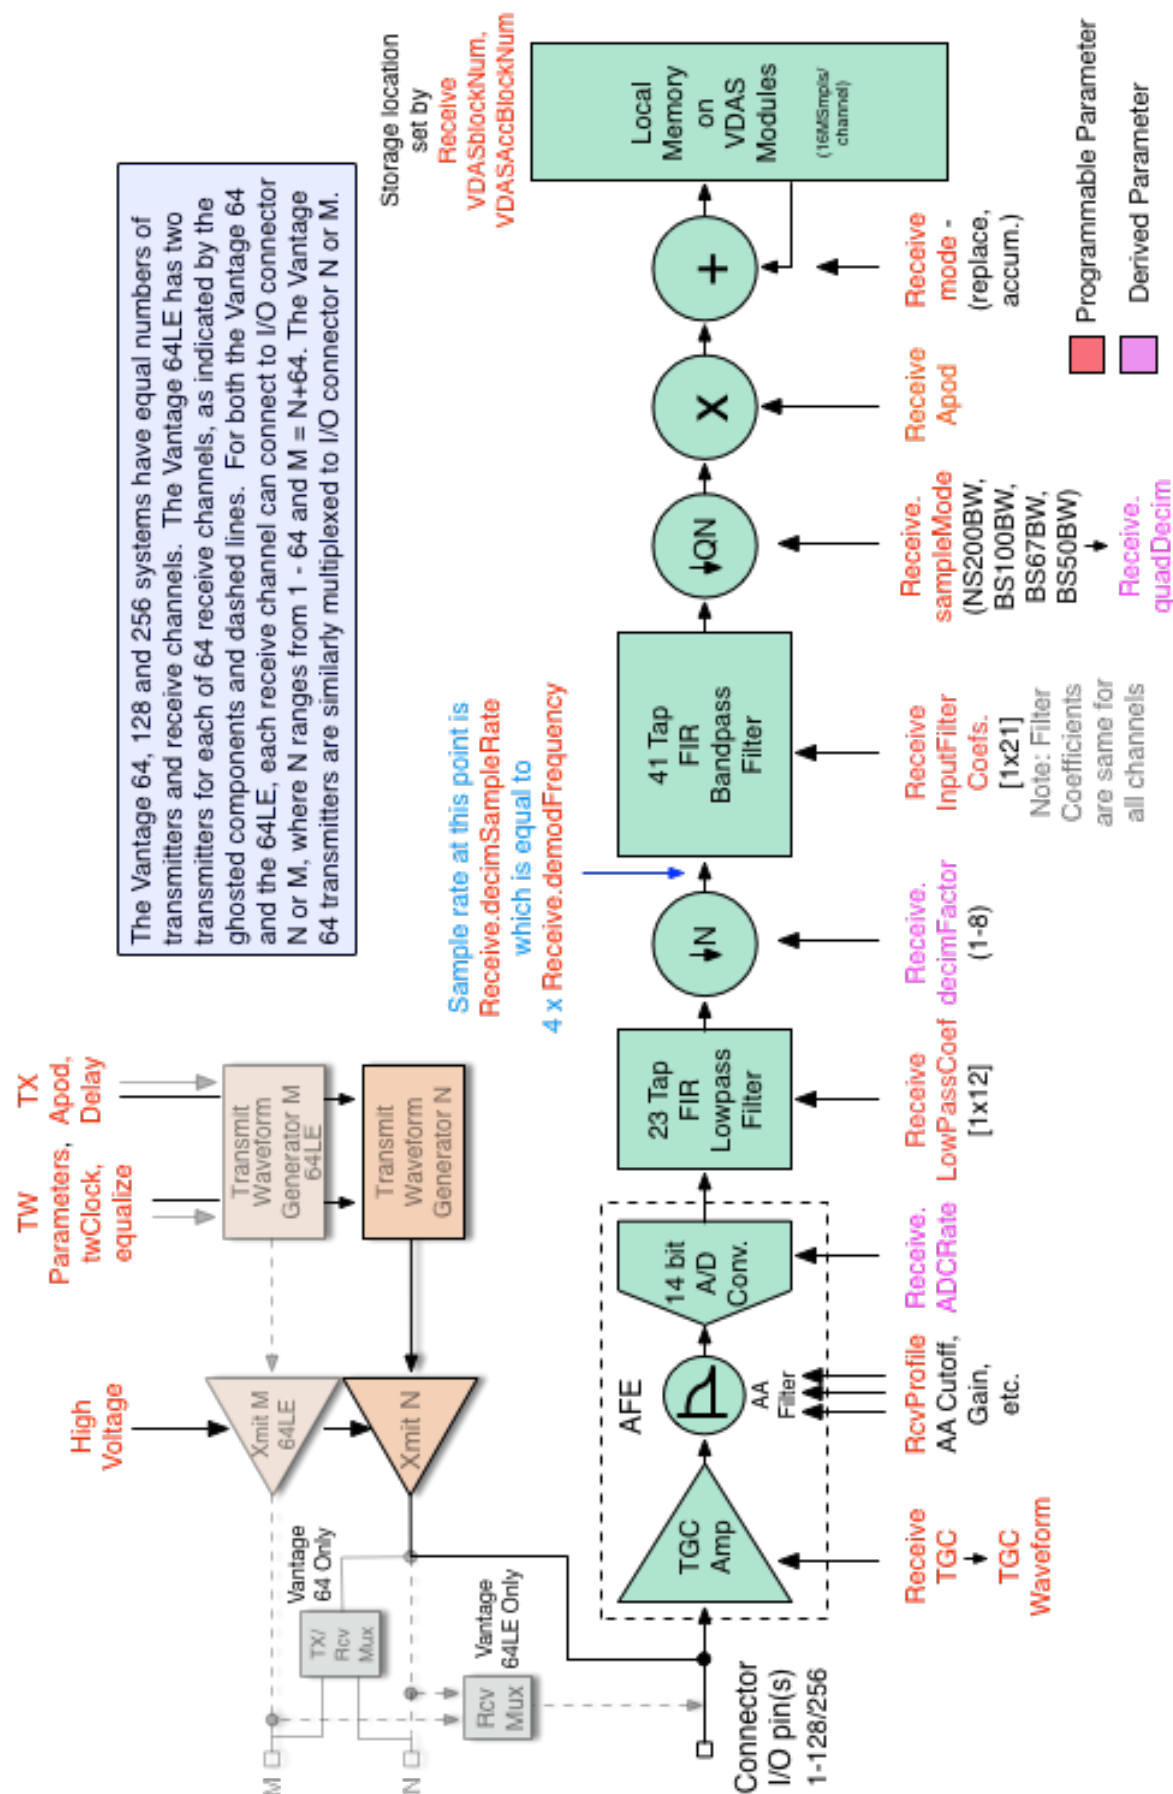 The Vantage 64, 128 and 256 systems have equal numbers of
transmitters and receive channels. The Vantage 64LE has two
transmitters for each of 64 receive channels, as indicated by the
ghosted components and dashed lines. For both the Vantage 64
and the 64LE, each receive channel can connect to I/O connector
N or M, where N ranges from 1 - 64 and M = N+64. The Vantage
64 transmitters are similarly multiplexed to I/O connector N or M.
High
Voltage
TW
Parameters,
twClock,
equalize
TX
Apod,
Delay
Transmit
Waveform
Generator M
64LE
Transmit
Waveform
Generator N
Xmit M
64LE
Xmit N
M
N
Vantage
64 Only
TX/
Rcv
Mux
Rcv
Mux
Vantage
64LE Only
Connector
I/O pin(s)
1-128/256
AFE
TGC
Amp
AA
Filter
14 bit
A/D
Conv.
23 Tap
FIR
Lowpass
Filter
N
Sample rate at this point is
Receive.decimSampleRate
which is equal to
4 x Receive.demodFrequency
41 Tap
FIR
Bandpass
Filter
QN
X
+
Storage location
set by
Receive
VDASblockNum,
VDASAccBlockNum
Local
Memory
on
VDAS
Modules
(16MSmpls/
channel)
Receive
TGC
TGC
Waveform
RcvProfile
AA Cutoff,
Gain,
etc.
Receive.
ADCRate
Receive
LowPassCoef
[1x12]
Receive.
decimFactor
(1-8)
Receive
InputFilter
Coefs.
[1x21]
Note: Filter
Coefficients
are same for
all channels
Receive.
sampleMode
(NS200BW,
BS100BW,
BS67BW,
BS50BW)
Receive.
quadDecim
Receive
Apod
Receive
mode -
(replace,
accum.)
Programmable Parameter
Derived Parameter